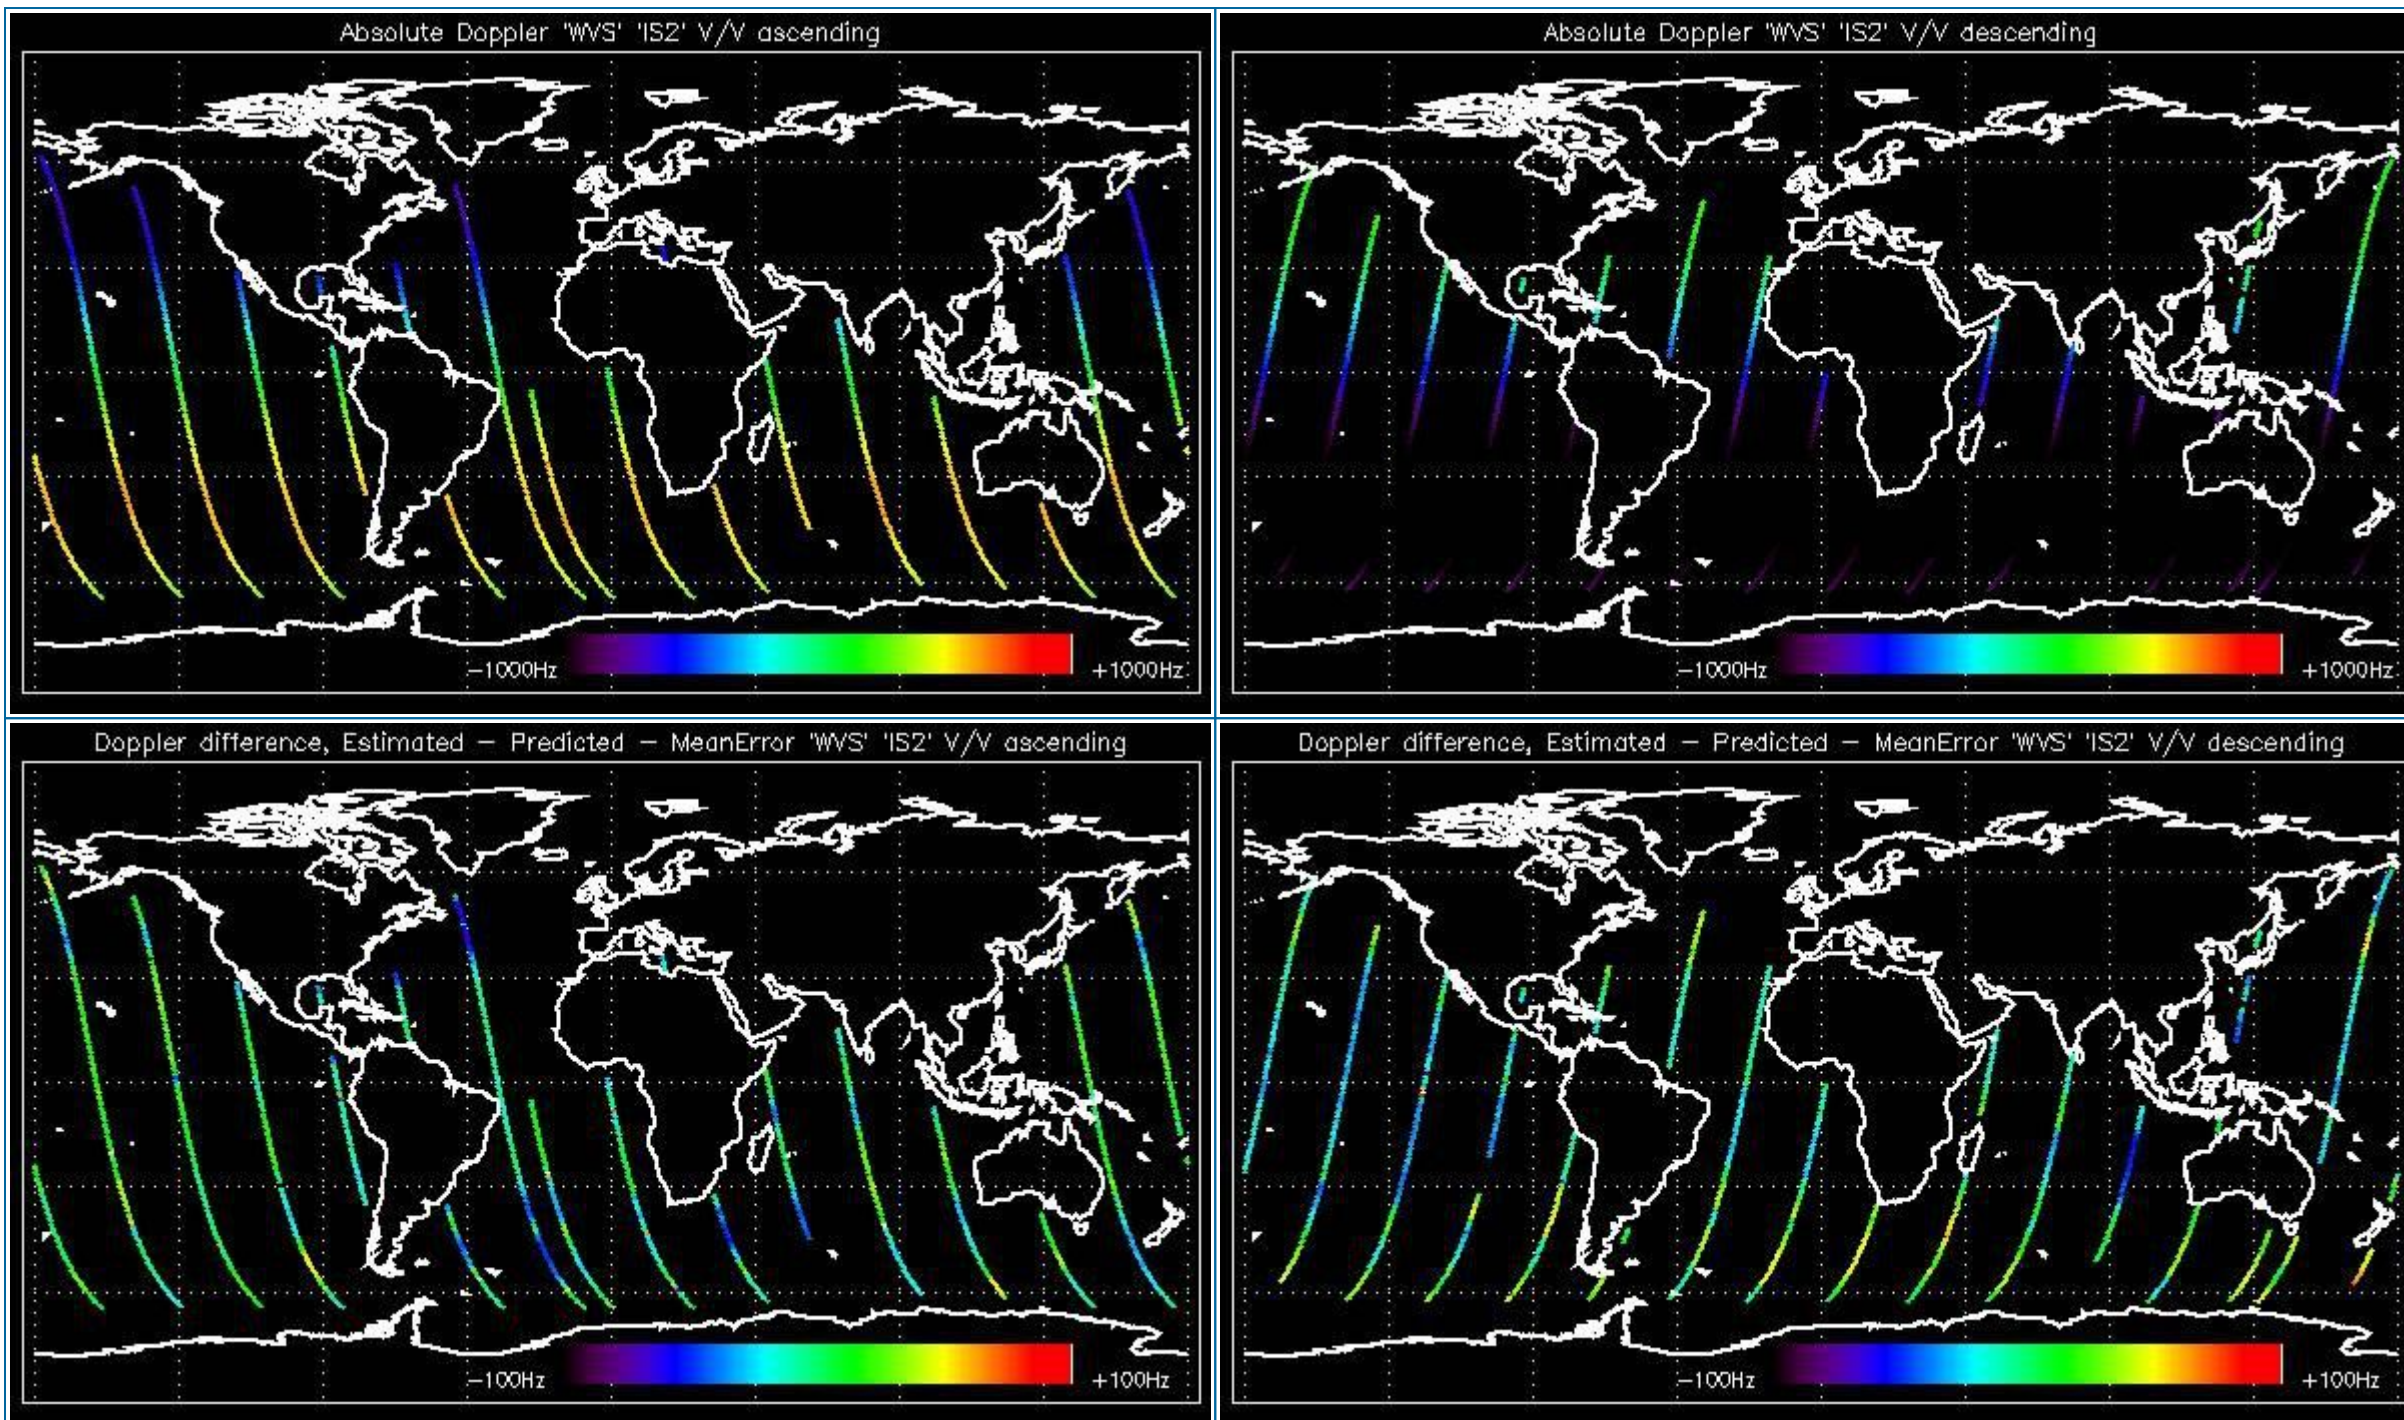 Absolute Doppler 'WVS' 'IS2' V/V ascending
-1000Hz
+1000Hz
Absolute Doppler 'WVS' 'IS2' V/V descending
-1000Hz
+1000Hz
Doppler difference, Estimated - Predicted - MeanError 'WVS' 'IS2' V/V ascending
-100Hz
+100Hz
Doppler difference, Estimated - Predicted - MeanError 'WVS' 'IS2' V/V descending
-100Hz
+100Hz